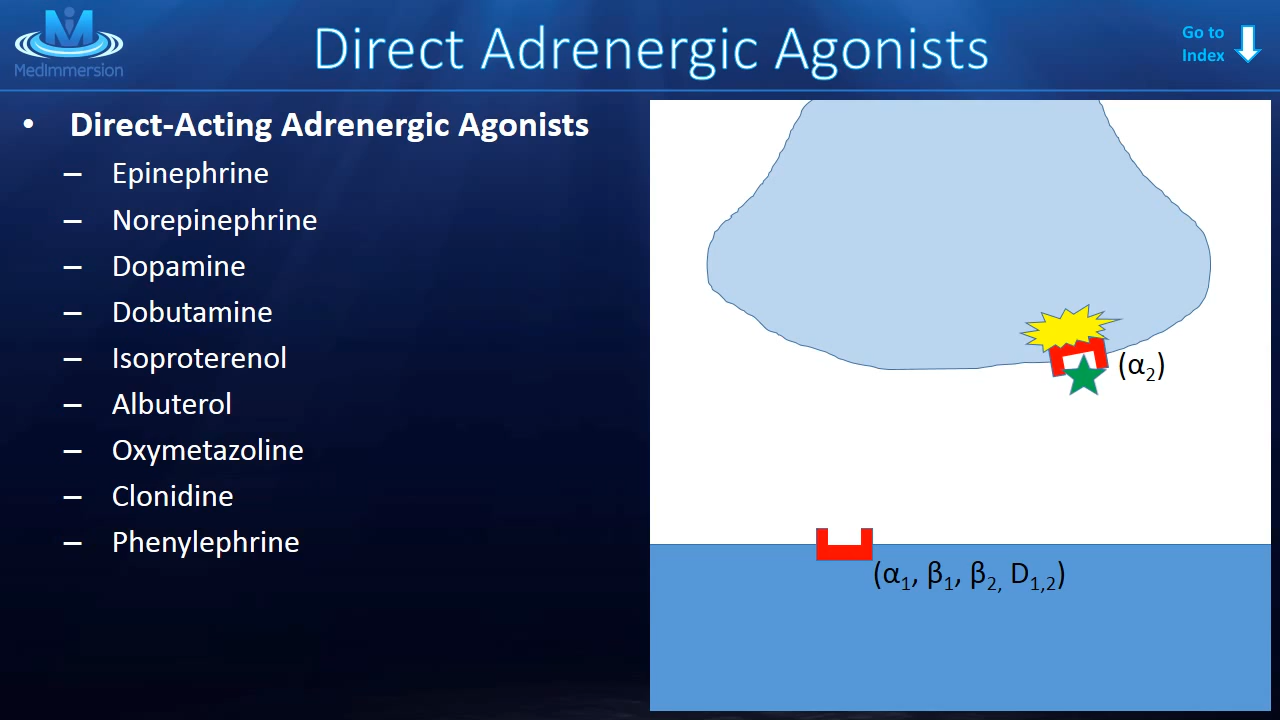 MedImmersion
Direct Adrenergic Agonists
Go to
Index
• Direct-Acting Adrenergic Agonists
– Epinephrine
– Norepinephrine
– Dopamine
– Dobutamine
– Isoproterenol
– Albuterol
– Oxymetazoline
– Clonidine
– Phenylephrine
(α₂)
(α₁, β₁, β₂, D₁,₂)